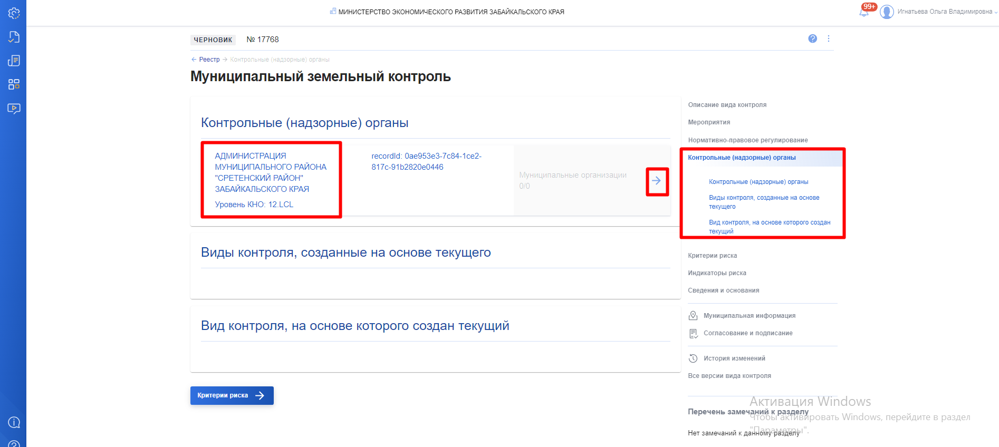 МИНИСТЕРСТВО ЭКОНОМИЧЕСКОГО РАЗВИТИЯ ЗАБАЙКАЛЬСКОГО КРАЯ
99+
Игнатьева Ольга Владимировна
ЧЕРНОВИК № 17768
← Реестр → Контрольные (надзорные) органы
Муниципальный земельный контроль
Контрольные (надзорные) органы
АДМИНИСТРАЦИЯ
МУНИЦИПАЛЬНОГО РАЙОНА
"СРЕТЕНСКИЙ РАЙОН"
ЗАБАЙКАЛЬСКОГО КРАЯ
Уровень КНО: 12.LCL
recordId: 0ae953e3-7c84-1ce2-
817c-91b2820e0446
Муниципальные организации
0/0
Виды контроля, созданные на основе текущего
Вид контроля, на основе которого создан текущий
Критерии риска →
Описание вида контроля
Мероприятия
Нормативно-правовое регулирование
Контрольные (надзорные) органы
Контрольные (надзорные) органы
Виды контроля, созданные на основе
текущего
Вид контроля, на основе которого создан
текущий
Критерии риска
Индикаторы риска
Сведения и основания
Муниципальная информация
Согласование и подписание
История изменений
Все версии вида контроля
Активация Windows
Перечень замечаний к разделу
Чтобы активировать Windows, перейдите в раздел
"Параметры".
Нет замечаний к данному разделу